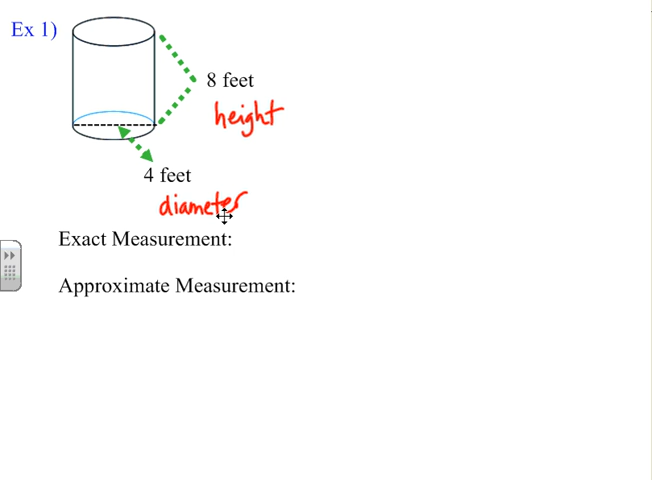 Ex 1)
8 feet
height
4 feet
diameter
Exact Measurement:
Approximate Measurement: